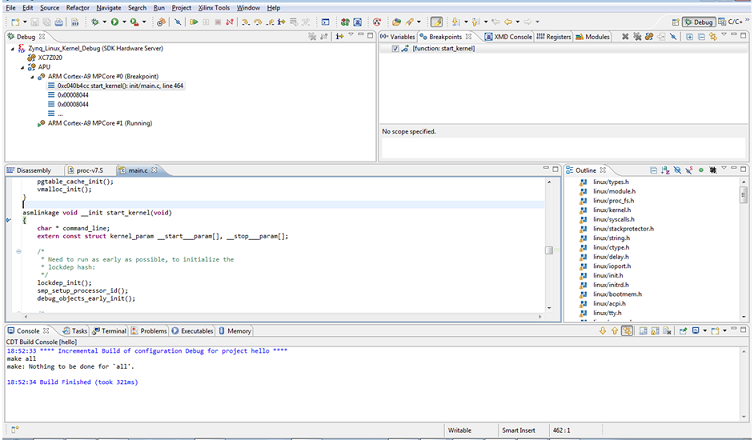 File Edit Source Refactor Navigate Search Run Project Xilinx Tools Window Help
Debug C/C++
Debug
Zynq_Linux_Kernel_Debug (SDK Hardware Server)
XC7Z020
APU
ARM Cortex-A9 MPCore #0 (Breakpoint)
0xc040b4cc start_kernel(): init/main.c, line 464
0x00008044
0x00008044
...
ARM Cortex-A9 MPCore #1 (Running)
Variables Breakpoints XMD Console Registers Modules
[function: start_kernel]
No scope specified.
Disassembly proc-v7.S main.c
pgtable_cache_init();
vmalloc_init();
}
asmlinkage void __init start_kernel(void)
{
char * command_line;
extern const struct kernel_param __start___param[], __stop___param[];
/*
* Need to run as early as possible, to initialize the
* lockdep hash:
*/
lockdep_init();
smp_setup_processor_id();
debug_objects_early_init();
Outline
linux/types.h
linux/module.h
linux/proc_fs.h
linux/kernel.h
linux/syscalls.h
linux/stackprotector.h
linux/string.h
linux/ctype.h
linux/delay.h
linux/ioport.h
linux/init.h
linux/initrd.h
linux/bootmem.h
linux/acpi.h
linux/tty.h
Console Tasks Terminal Problems Executables Memory
CDT Build Console [hello]
18:52:33 **** Incremental Build of configuration Debug for project hello ****
make all
make: Nothing to be done for `all'.
18:52:34 Build Finished (took 321ms)
Writable Smart Insert 462 : 1